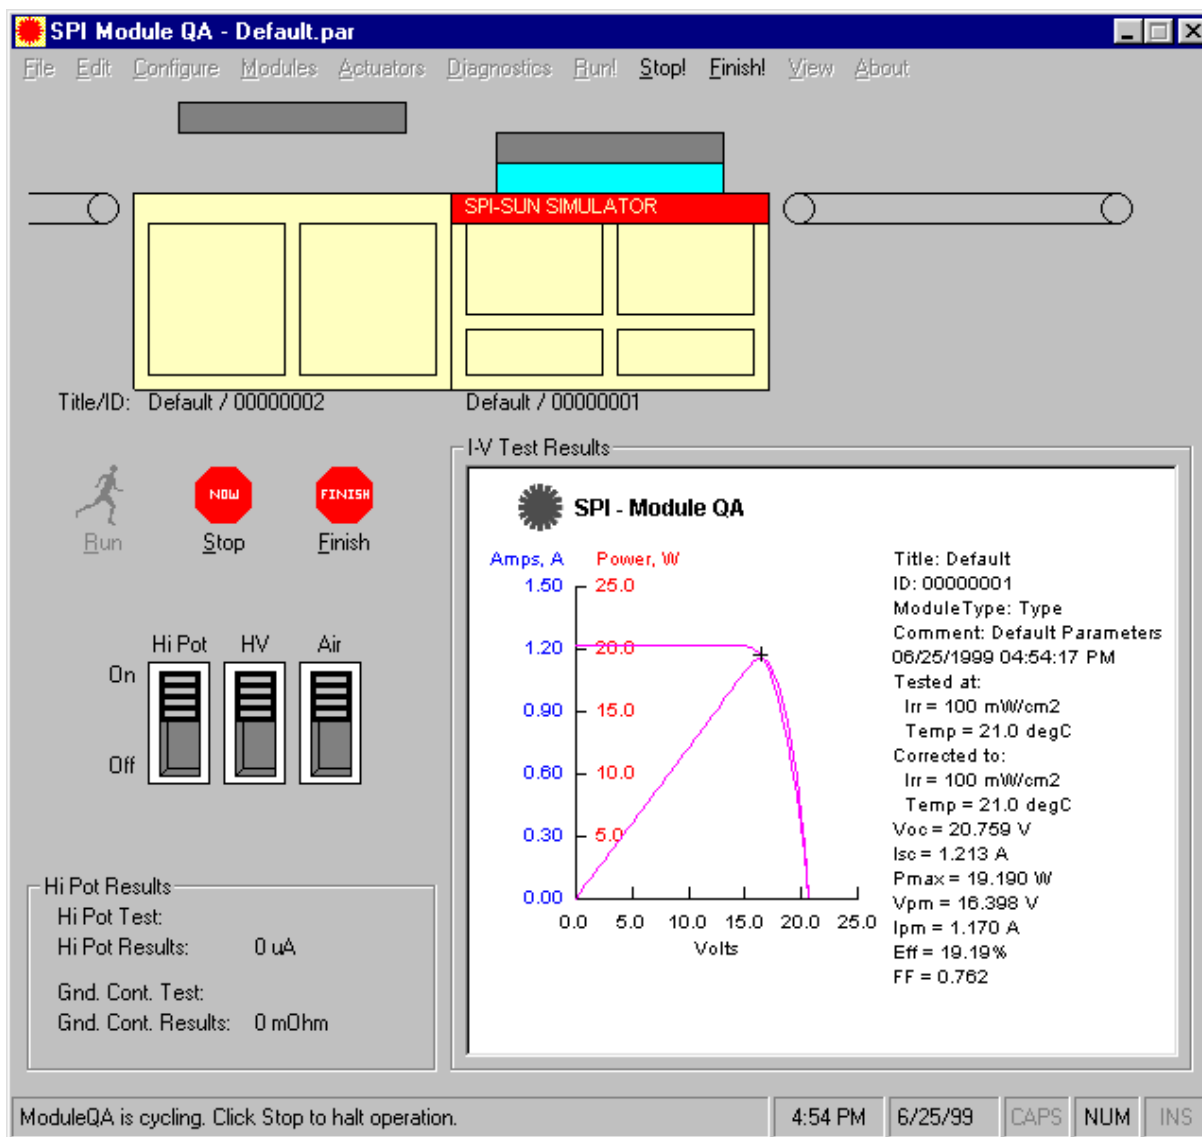 SPI Module QA - Default.par
File Edit Configure Modules Actuators Diagnostics Run! Stop! Finish! View About
SPI-SUN SIMULATOR
Title/ID: Default / 00000002 Default / 00000001
NOW
FINISH
Run Stop Finish
Hi Pot HV Air
On
Off
Hi Pot Results
Hi Pot Test:
Hi Pot Results: 0 uA
Gnd. Cont. Test:
Gnd. Cont. Results: 0 mOhm
I-V Test Results
SPI - Module QA
Amps, A Power, W
1.50 25.0
1.20 20.0
0.90 15.0
0.60 10.0
0.30 5.0
0.00
0.0 5.0 10.0 15.0 20.0 25.0
Volts
Title: Default
ID: 00000001
ModuleType: Type
Comment: Default Parameters
06/25/1999 04:54:17 PM
Tested at:
Irr = 100 mW/cm2
Temp = 21.0 degC
Corrected to:
Irr = 100 mW/cm2
Temp = 21.0 degC
Voc = 20.759 V
Isc = 1.213 A
Pmax = 19.190 W
Vpm = 16.398 V
Ipm = 1.170 A
Eff = 19.19%
FF = 0.762
ModuleQA is cycling. Click Stop to halt operation. 4:54 PM 6/25/99 CAPS NUM INS